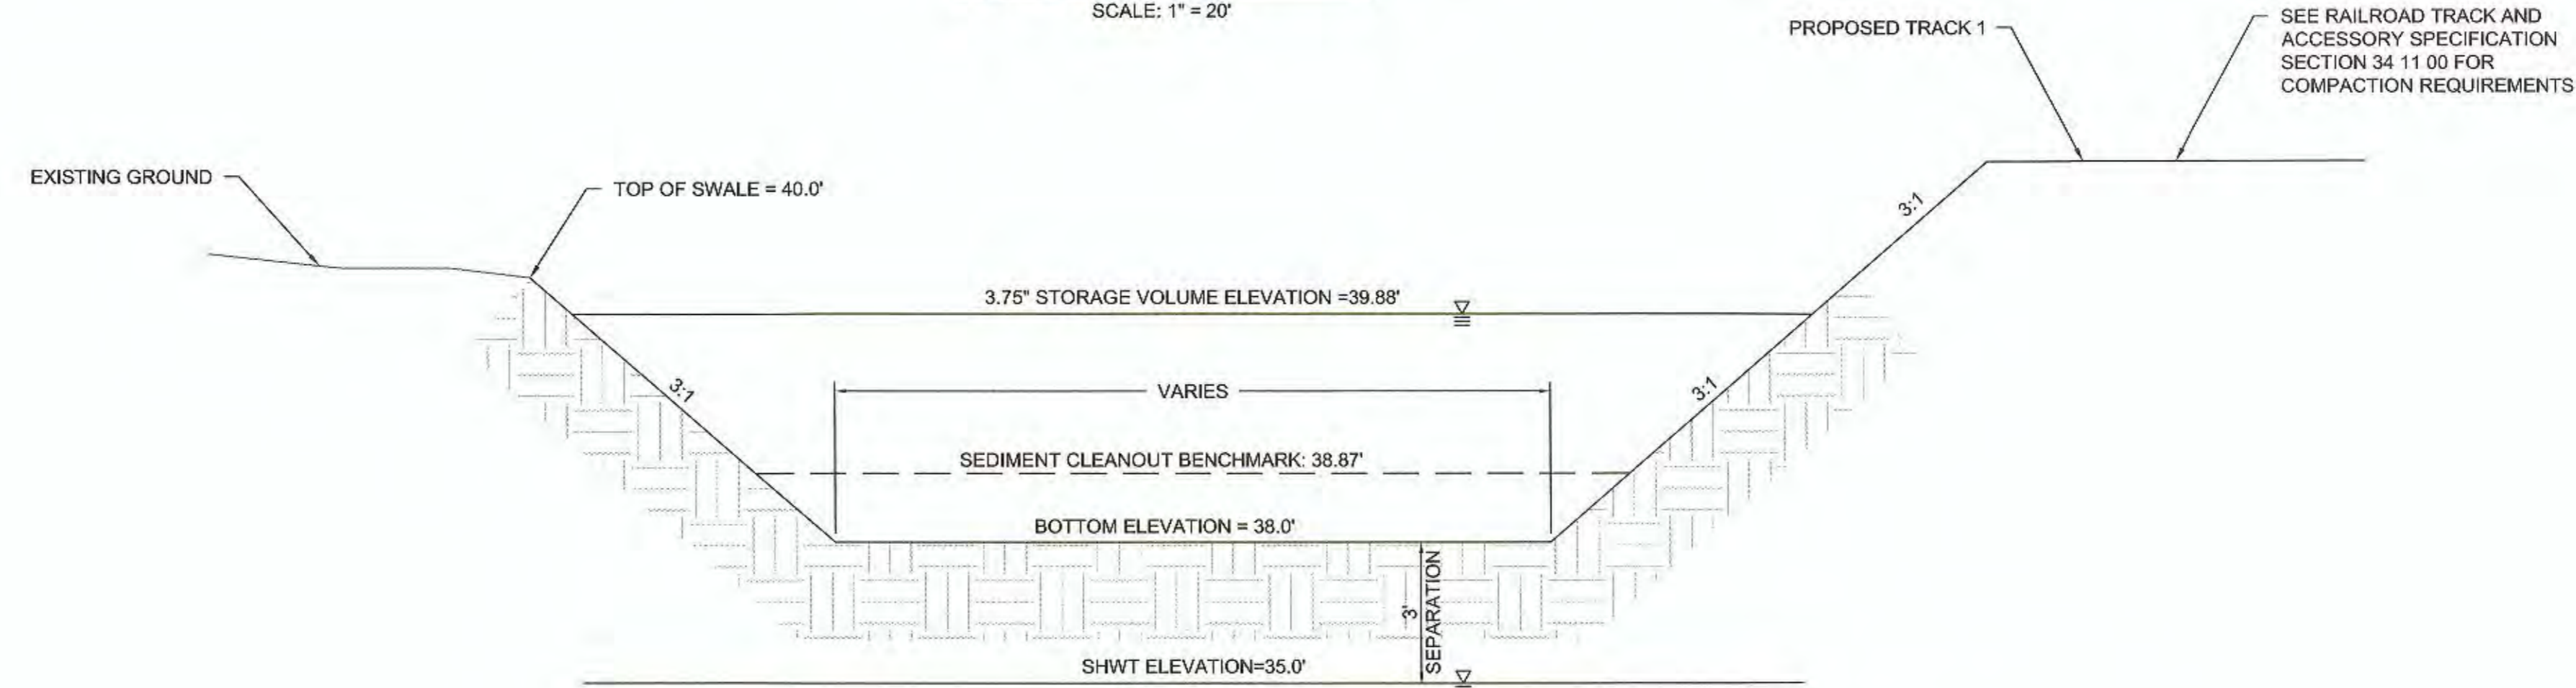 SCALE: 1" = 20'
PROPOSED TRACK 1
SEE RAILROAD TRACK AND
ACCESSORY SPECIFICATION
SECTION 34 11 00 FOR
COMPACTION REQUIREMENTS
EXISTING GROUND
TOP OF SWALE = 40.0'
3:1
3.75" STORAGE VOLUME ELEVATION =39.88'
3:1
VARIES
3:1
SEDIMENT CLEANOUT BENCHMARK: 38.87'
BOTTOM ELEVATION = 38.0'
3'
SEPARATION
SHWT ELEVATION=35.0'